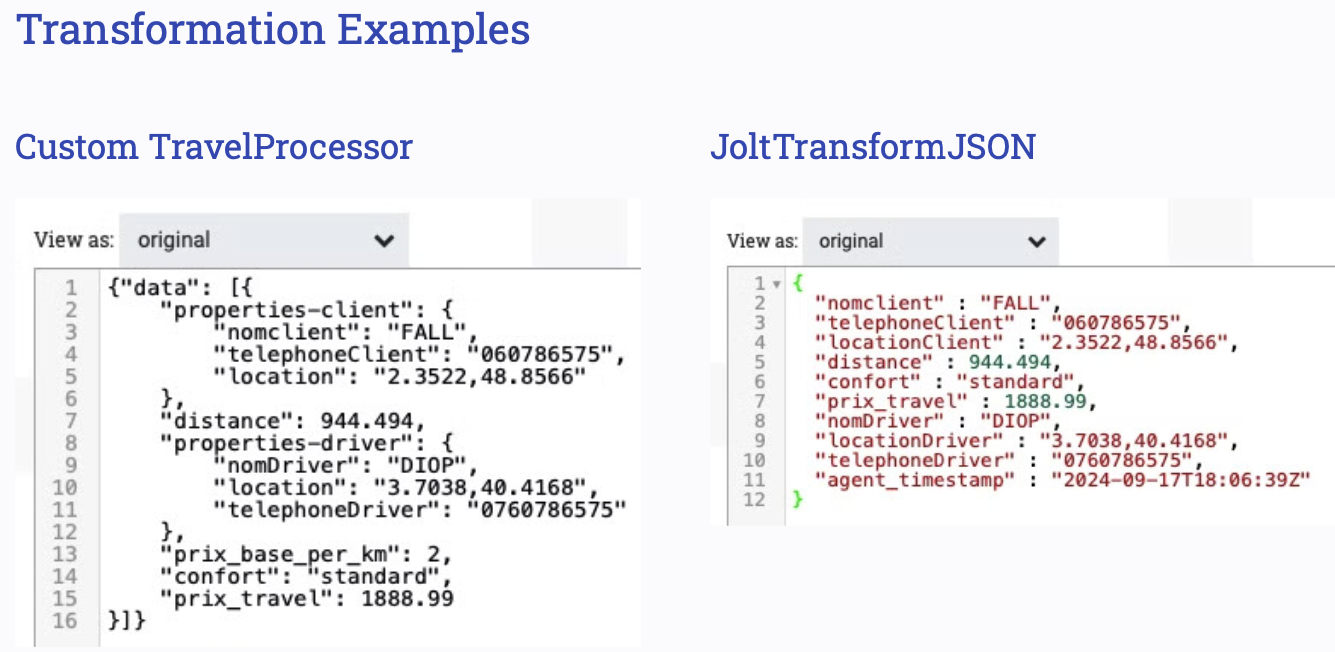 Transformation Examples
Custom TravelProcessor
View as: original
1 {"data": [{
2 "properties-client": {
3 "nomclient": "FALL",
4 "telephoneClient": "060786575",
5 "location": "2.3522,48.8566"
6 },
7 "distance": 944.494,
8 "properties-driver": {
9 "nomDriver": "DIOP",
10 "location": "3.7038,40.4168",
11 "telephoneDriver": "0760786575"
12 },
13 "prix_base_per_km": 2,
14 "confort": "standard",
15 "prix_travel": 1888.99
16 }]}
JoltTransformJSON
View as: original
1 {
2 "nomclient" : "FALL",
3 "telephoneClient" : "060786575",
4 "locationClient" : "2.3522,48.8566",
5 "distance" : 944.494,
6 "confort" : "standard",
7 "prix_travel" : 1888.99,
8 "nomDriver" : "DIOP",
9 "locationDriver" : "3.7038,40.4168",
10 "telephoneDriver" : "0760786575",
11 "agent_timestamp" : "2024-09-17T18:06:39Z"
12 }